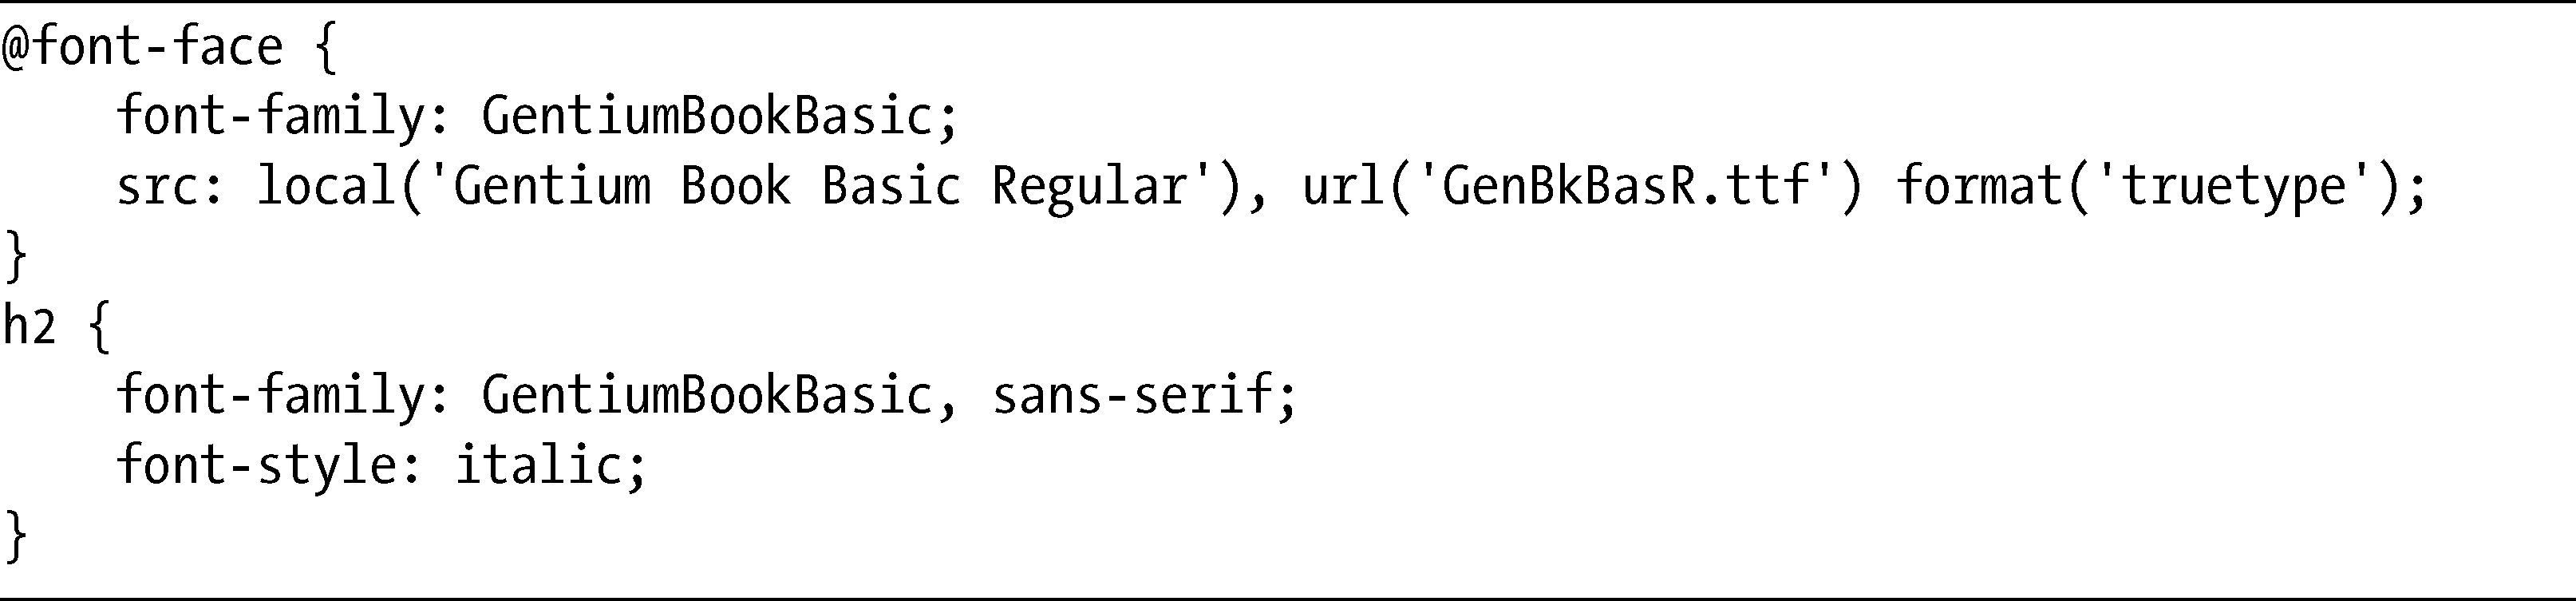 @font-face {
    font-family: GentiumBookBasic;
    src: local('Gentium Book Basic Regular'), url('GenBkBasR.ttf') format('truetype');
}
h2 {
    font-family: GentiumBookBasic, sans-serif;
    font-style: italic;
}